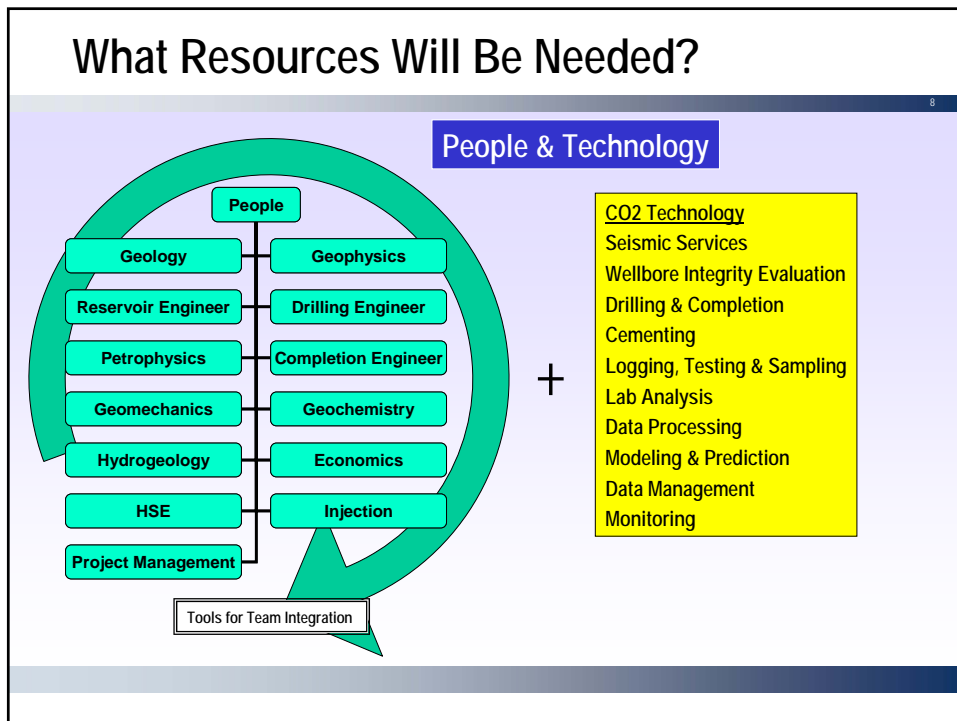 What Resources Will Be Needed?
8
People & Technology
People
Geology
Geophysics
Reservoir Engineer
Drilling Engineer
Petrophysics
Completion Engineer
Geomechanics
Geochemistry
Hydrogeology
Economics
HSE
Injection
Project Management
Tools for Team Integration
+
CO2 Technology
Seismic Services
Wellbore Integrity Evaluation
Drilling & Completion
Cementing
Logging, Testing & Sampling
Lab Analysis
Data Processing
Modeling & Prediction
Data Management
Monitoring